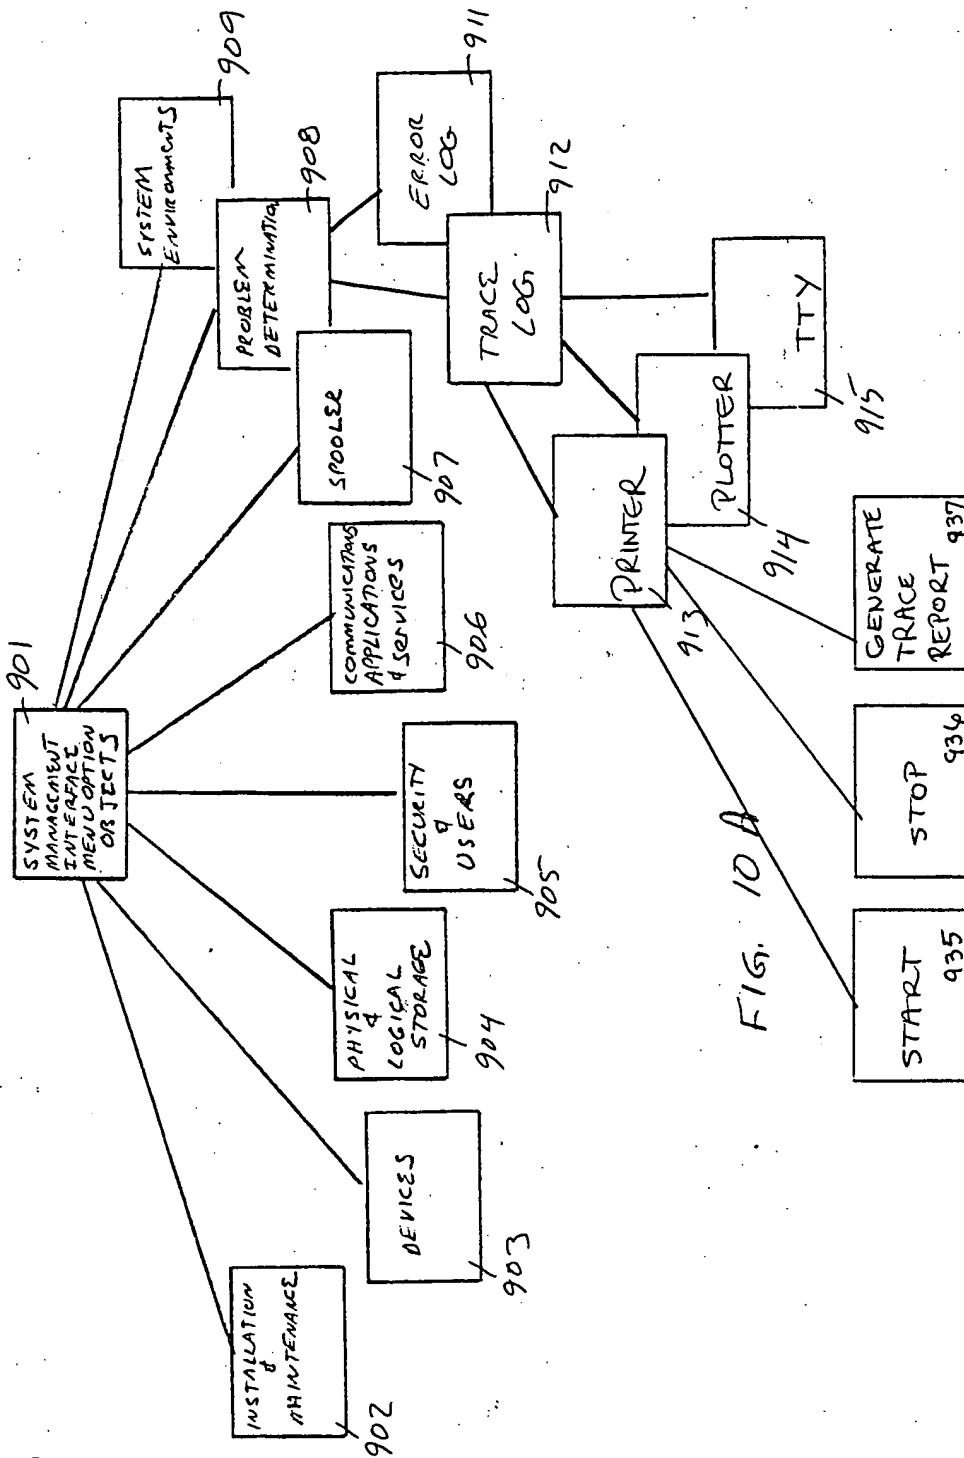 901
SYSTEM
MANAGEMENT
INTERFACE
MENU OPTION
OBJECTS
INSTALLATION
&
MAINTENANCE
902
DEVICES
903
PHYSICAL
&
LOGICAL
STORAGE
904
SECURITY
&
USERS
905
COMMUNICATIONS
APPLICATIONS
& SERVICES
906
SPOOLER
907
PROBLEM
DETERMINATION
908
SYSTEM
ENVIRONMENTS
909
ERROR
LOG
911
TRACE
LOG
912
PRINTER
913
PLOTTER
914
TTY
915
START
935
STOP
936
GENERATE
TRACE
REPORT
937
FIG. 10 A